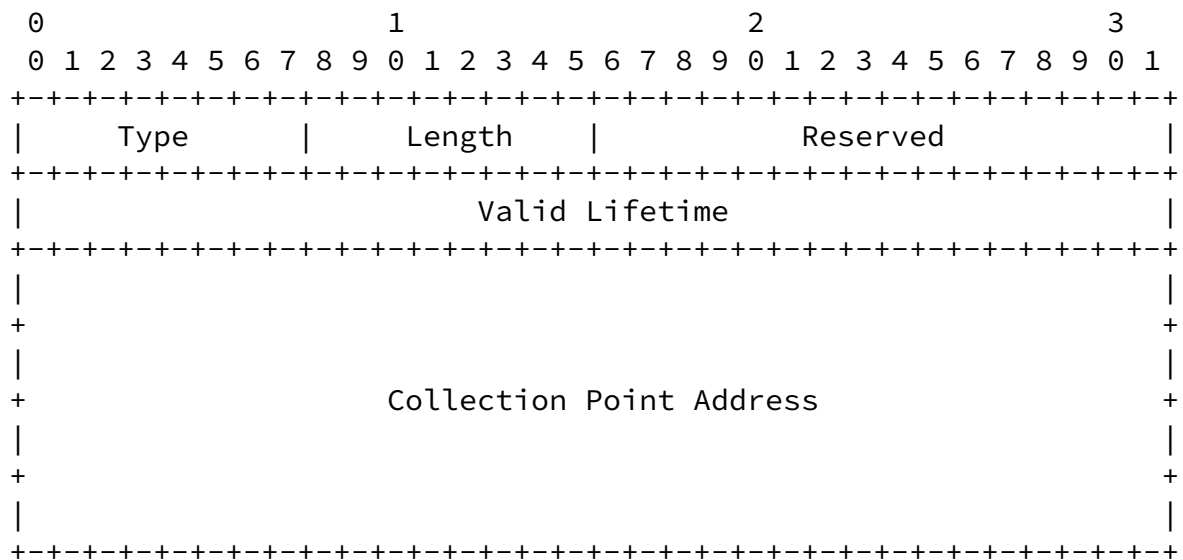 0                   1                   2                   3
 0 1 2 3 4 5 6 7 8 9 0 1 2 3 4 5 6 7 8 9 0 1 2 3 4 5 6 7 8 9 0 1
+-+-+-+-+-+-+-+-+-+-+-+-+-+-+-+-+-+-+-+-+-+-+-+-+-+-+-+-+-+-+-+-+
|     Type      |     Length    |           Reserved            |
+-+-+-+-+-+-+-+-+-+-+-+-+-+-+-+-+-+-+-+-+-+-+-+-+-+-+-+-+-+-+-+-+
|                         Valid Lifetime                        |
+-+-+-+-+-+-+-+-+-+-+-+-+-+-+-+-+-+-+-+-+-+-+-+-+-+-+-+-+-+-+-+-+
|                                                               |
+                                                               +
|                                                               |
+                    Collection Point Address                   +
|                                                               |
+                                                               +
|                                                               |
+-+-+-+-+-+-+-+-+-+-+-+-+-+-+-+-+-+-+-+-+-+-+-+-+-+-+-+-+-+-+-+-+